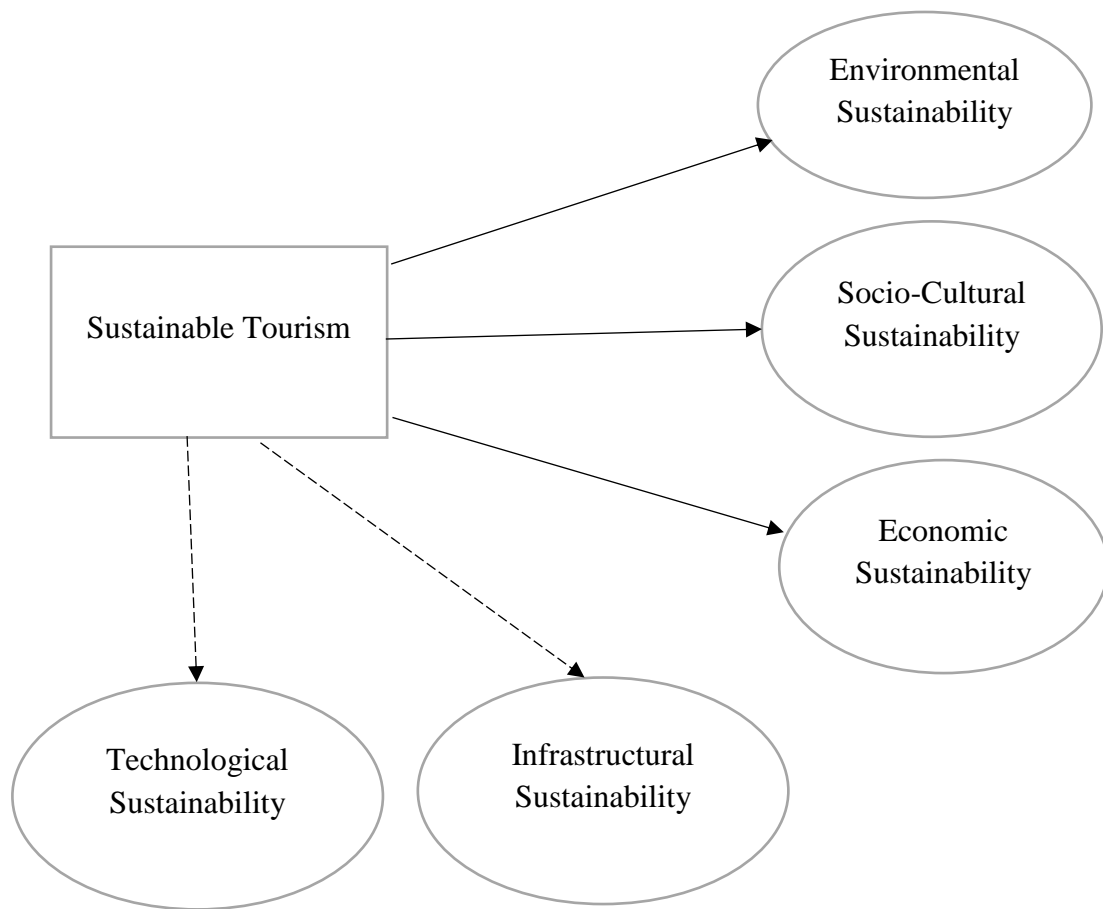 Environmental
Sustainability
Socio-Cultural
Sustainability
Sustainable Tourism
Economic
Sustainability
Technological
Sustainability
Infrastructural
Sustainability